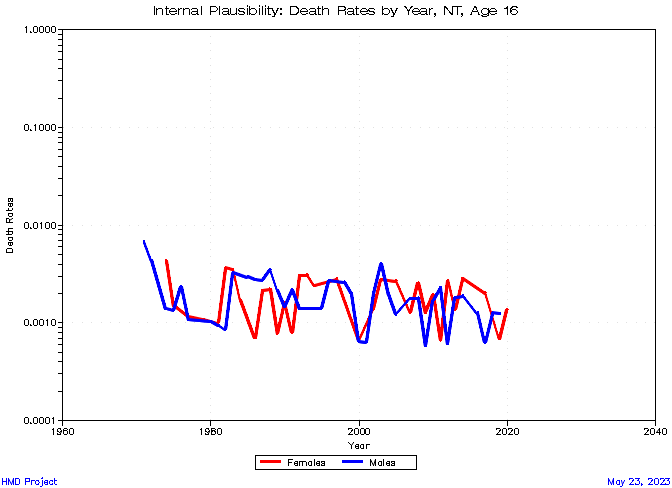 Internal Plausibility: Death Rates by Year, NT, Age 16
1.0000
0.1000
0.0100
0.0010
0.0001
Death Rates
1960 1980 2000 2020 2040
Year
Females Males
HMD Project May 23, 2023